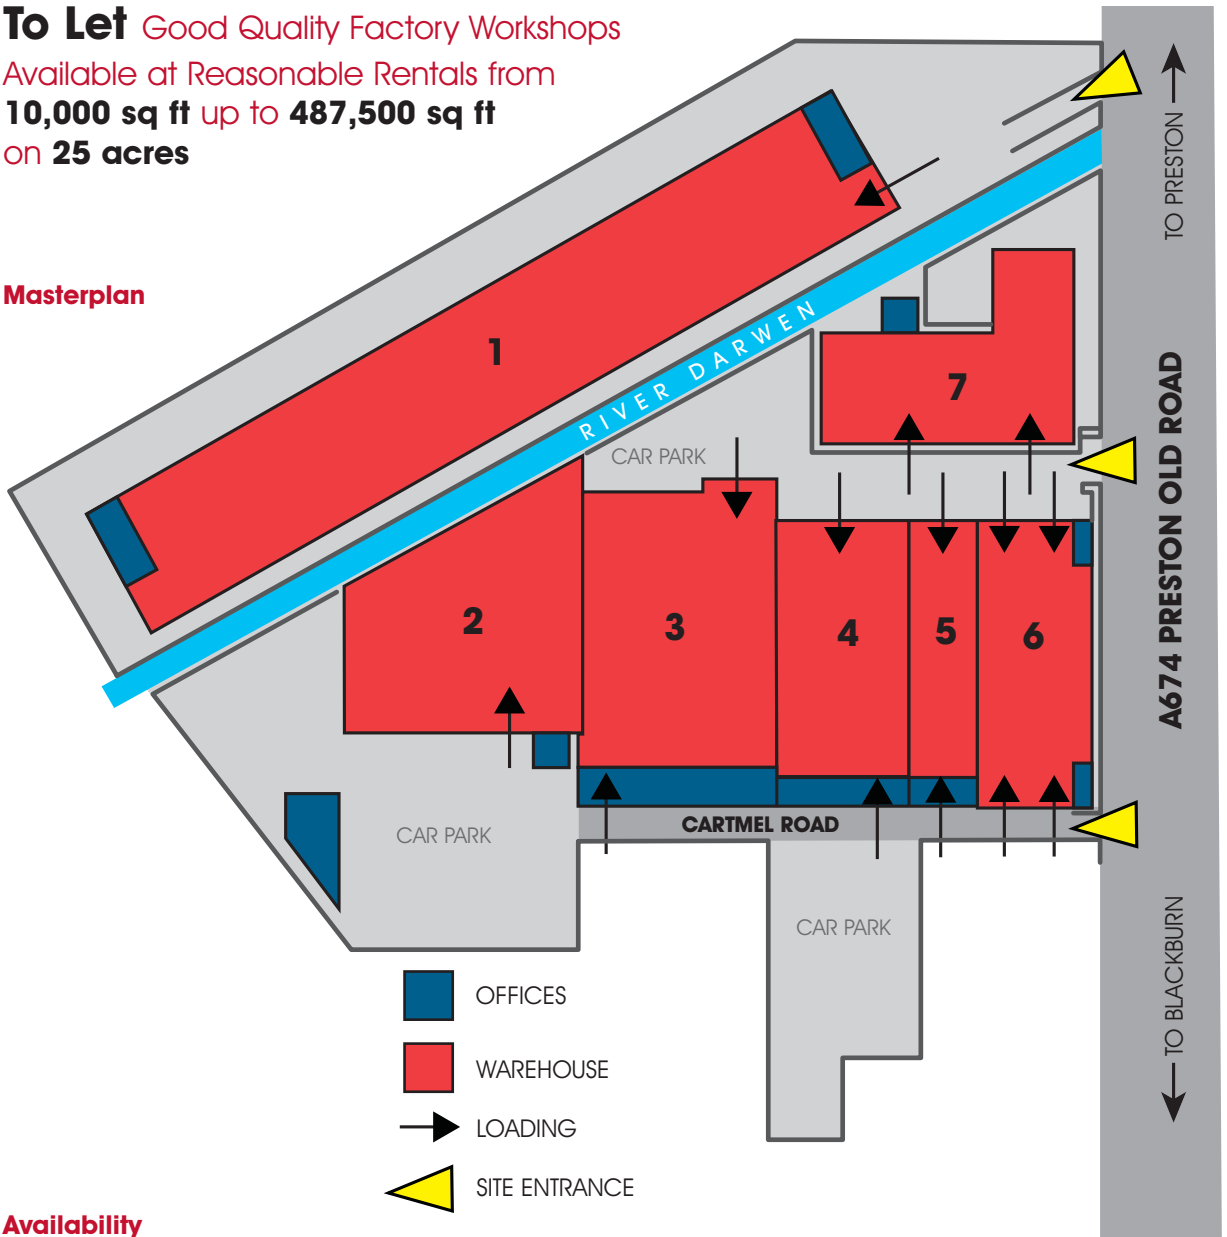 To Let Good Quality Factory Workshops
Available at Reasonable Rentals from
10,000 sq ft up to 487,500 sq ft
on 25 acres
Masterplan
TO PRESTON
1
RIVER DARWEN
7
CAR PARK
A674 PRESTON OLD ROAD
2
3
4
5
6
CAR PARK
CARTMEL ROAD
CAR PARK
TO BLACKBURN
OFFICES
WAREHOUSE
LOADING
SITE ENTRANCE
Availability